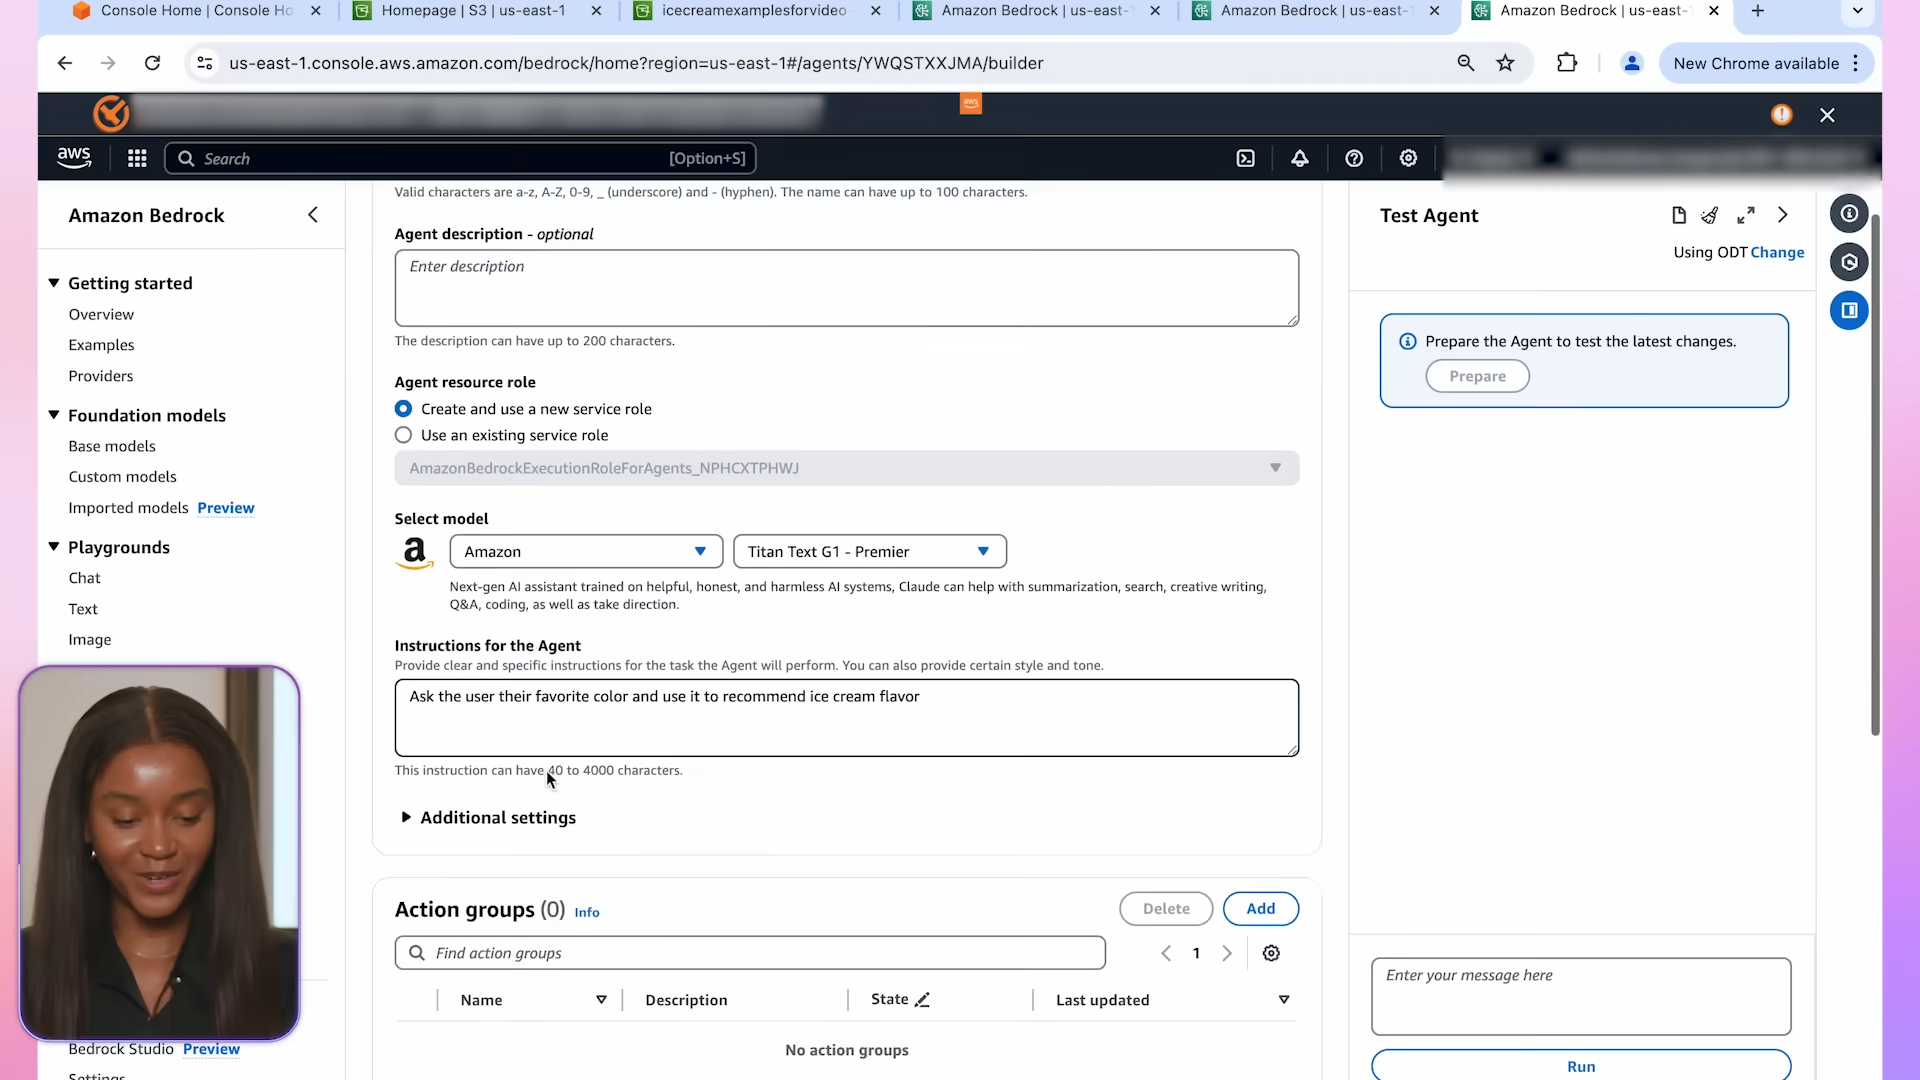 Console Home | Console Ho
Homepage | S3 | us-east-1
icecreamexamplesforvideo
Amazon Bedrock | us-east-1
Amazon Bedrock | us-east-1
Amazon Bedrock | us-east-1
us-east-1.console.aws.amazon.com/bedrock/home?region=us-east-1#/agents/YWQSTXXJMA/builder
New Chrome available
aws
aws
Search
[Option+S]
Amazon Bedrock
Getting started
Overview
Examples
Providers
Foundation models
Base models
Custom models
Imported models Preview
Playgrounds
Chat
Text
Image
Bedrock Studio Preview
Settings
Valid characters are a-z, A-Z, 0-9, _ (underscore) and - (hyphen). The name can have up to 100 characters.
Agent description - optional
Enter description
The description can have up to 200 characters.
Agent resource role
Create and use a new service role
Use an existing service role
AmazonBedrockExecutionRoleForAgents_NPHCXTPHWJ
Select model
a
Amazon
Titan Text G1 - Premier
Next-gen AI assistant trained on helpful, honest, and harmless AI systems, Claude can help with summarization, search, creative writing,
Q&A, coding, as well as take direction.
Instructions for the Agent
Provide clear and specific instructions for the task the Agent will perform. You can also provide certain style and tone.
Ask the user their favorite color and use it to recommend ice cream flavor
This instruction can have 40 to 4000 characters.
Additional settings
Action groups (0) Info
Delete
Add
Find action groups
1
Name
Description
State
Last updated
No action groups
Test Agent
Using ODT Change
Prepare the Agent to test the latest changes.
Prepare
Enter your message here
Run